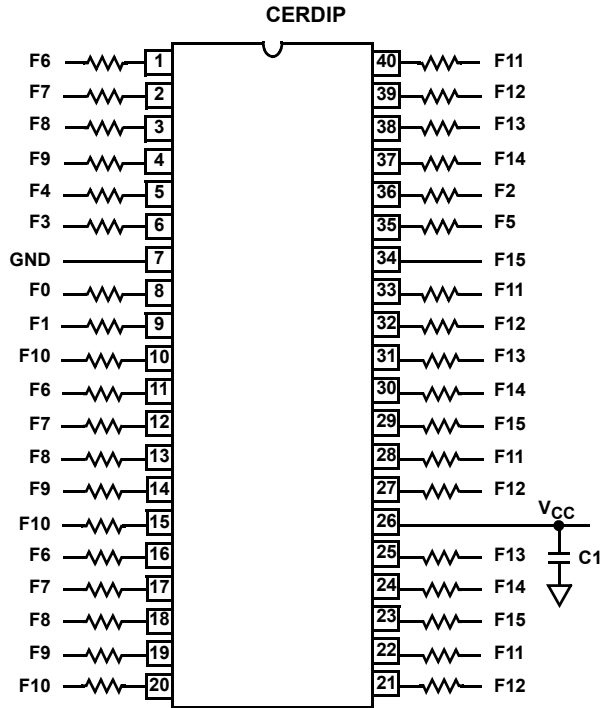 CERDIP
F6 1 40 F11
F7 2 39 F12
F8 3 38 F13
F9 4 37 F14
F4 5 36 F2
F3 6 35 F5
GND 7 34 F15
F0 8 33 F11
F1 9 32 F12
F10 10 31 F13
F6 11 30 F14
F7 12 29 F15
F8 13 28 F11
F9 14 27 F12
F10 15 26 VCC
F6 16 25 F13 C1
F7 17 24 F14
F8 18 23 F15
F9 19 22 F11
F10 20 21 F12